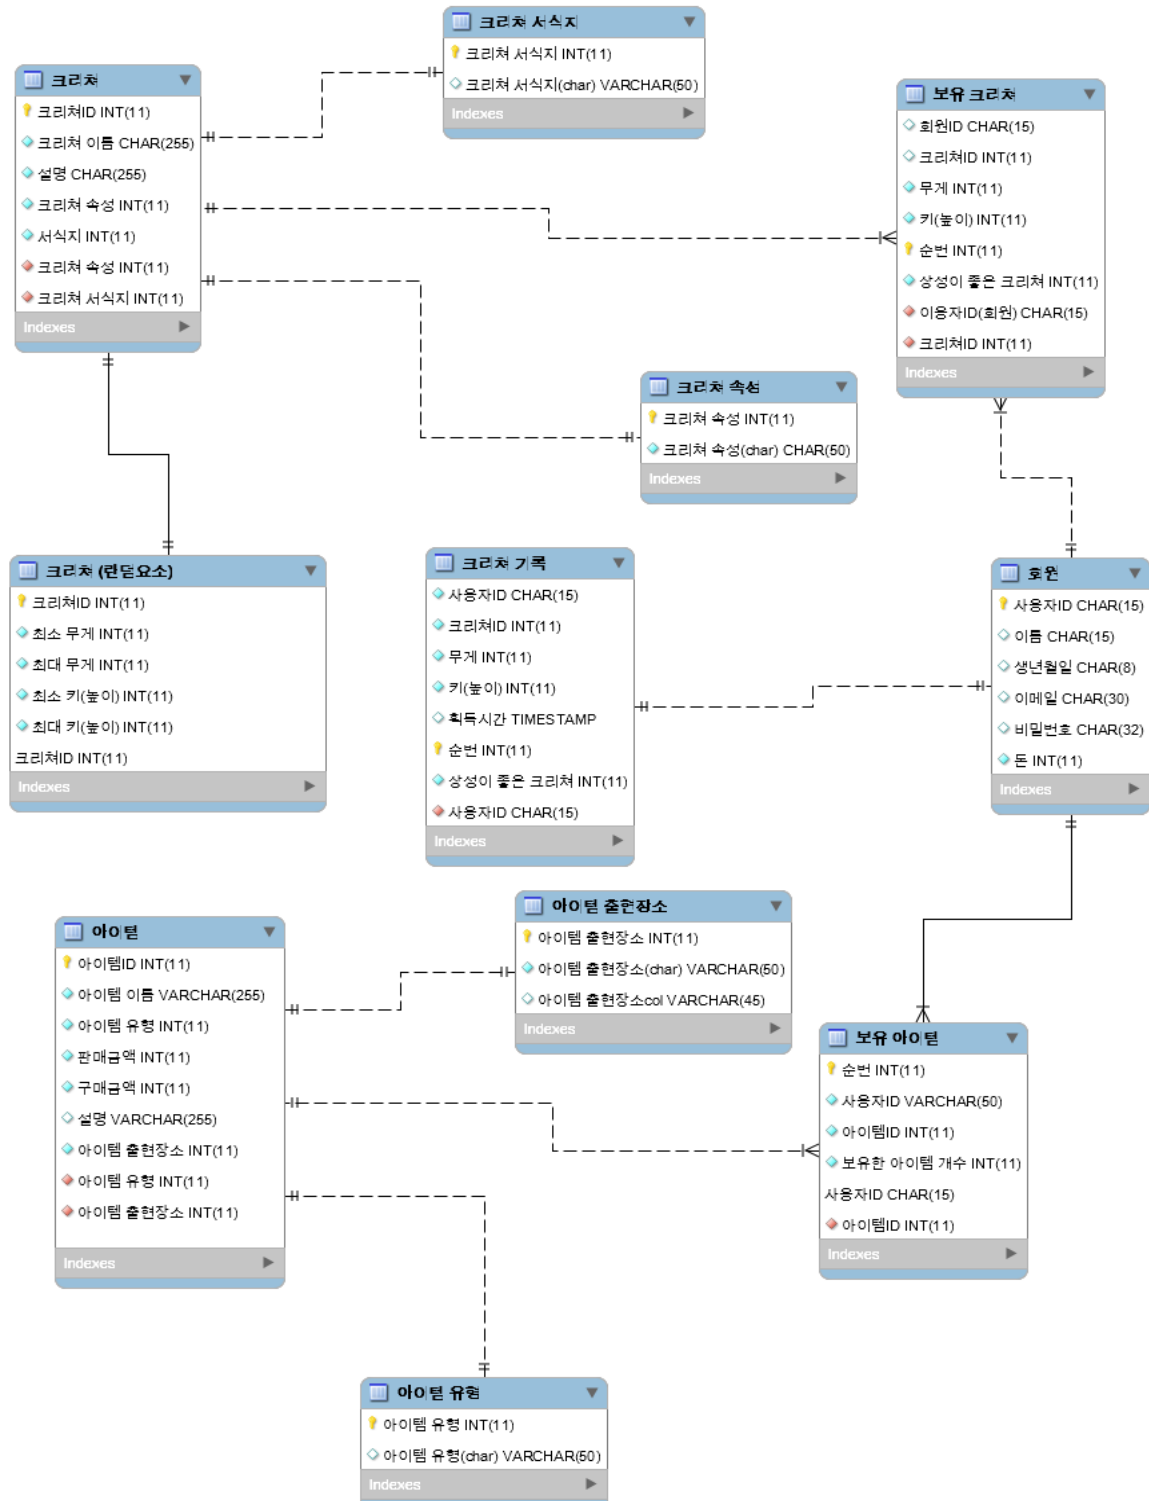 크리쳐 서식지
크리쳐 서식지 INT(11)
크리쳐 서식지(char) VARCHAR(50)
Indexes
크리쳐
크리쳐ID INT(11)
크리쳐 이름 CHAR(255)
설명 CHAR(255)
크리쳐 속성 INT(11)
서식지 INT(11)
크리쳐 속성 INT(11)
크리쳐 서식지 INT(11)
Indexes
보유 크리쳐
회원ID CHAR(15)
크리쳐ID INT(11)
무게 INT(11)
키(높이) INT(11)
순번 INT(11)
상성이 좋은 크리쳐 INT(11)
이용자ID(회원) CHAR(15)
크리쳐ID INT(11)
Indexes
크리쳐 속성
크리쳐 속성 INT(11)
크리쳐 속성(char) CHAR(50)
Indexes
크리쳐 (랜덤요소)
크리쳐ID INT(11)
최소 무게 INT(11)
최대 무게 INT(11)
최소 키(높이) INT(11)
최대 키(높이) INT(11)
크리쳐ID INT(11)
Indexes
크리쳐 기록
사용자ID CHAR(15)
크리쳐ID INT(11)
무게 INT(11)
키(높이) INT(11)
획득시간 TIMESTAMP
순번 INT(11)
상성이 좋은 크리쳐 INT(11)
사용자ID CHAR(15)
Indexes
회원
사용자ID CHAR(15)
이름 CHAR(15)
생년월일 CHAR(8)
이메일 CHAR(30)
비밀번호 CHAR(32)
돈 INT(11)
Indexes
아이템
아이템ID INT(11)
아이템 이름 VARCHAR(255)
아이템 유형 INT(11)
판매금액 INT(11)
구매금액 INT(11)
설명 VARCHAR(255)
아이템 출현장소 INT(11)
아이템 유형 INT(11)
아이템 출현장소 INT(11)
Indexes
아이템 출현장소
아이템 출현장소 INT(11)
아이템 출현장소(char) VARCHAR(50)
아이템 출현장소col VARCHAR(45)
Indexes
보유 아이템
순번 INT(11)
사용자ID VARCHAR(50)
아이템ID INT(11)
보유한 아이템 개수 INT(11)
사용자ID CHAR(15)
아이템ID INT(11)
Indexes
아이템 유형
아이템 유형 INT(11)
아이템 유형(char) VARCHAR(50)
Indexes